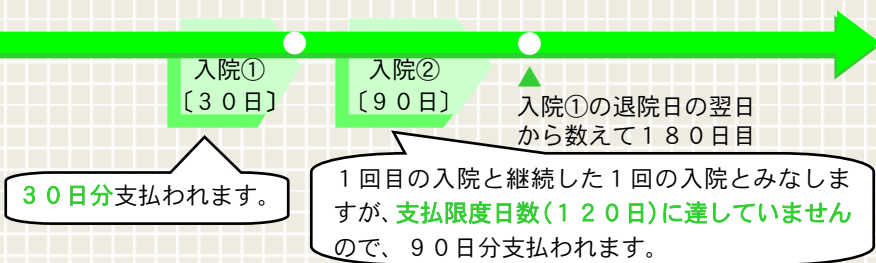 入院①
〔３０日〕
入院②
〔９０日〕
入院①の退院日の翌日
から数えて１８０日目
３０日分支払われます。
１回目の入院と継続した１回の入院とみなしま
すが、支払限度日数(１２０日)に達していません
ので、９０日分支払われます。